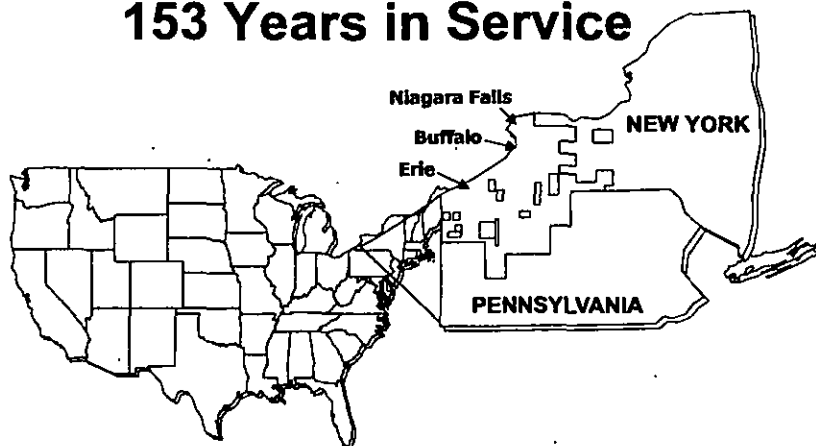 153 Years in Service
Niagara Falls
Buffalo
NEW YORK
Erie
PENNSYLVANIA